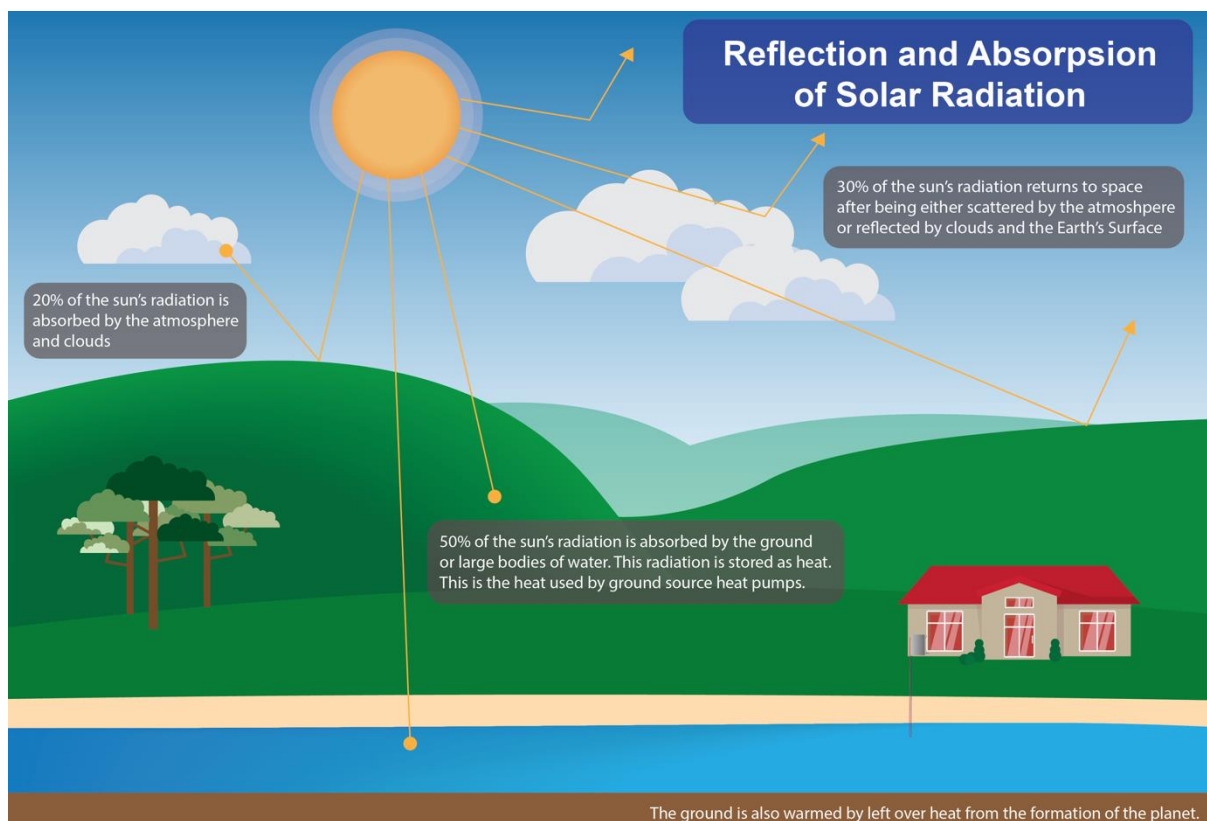 Reflection and Absorpsion
of Solar Radiation
30% of the sun's radiation returns to space
after being either scattered by the atmoshpere
or reflected by clouds and the Earth's Surface
20% of the sun's radiation is
absorbed by the atmosphere
and clouds
50% of the sun's radiation is absorbed by the ground
or large bodies of water. This radiation is stored as heat.
This is the heat used by ground source heat pumps.
The ground is also warmed by left over heat from the formation of the planet.